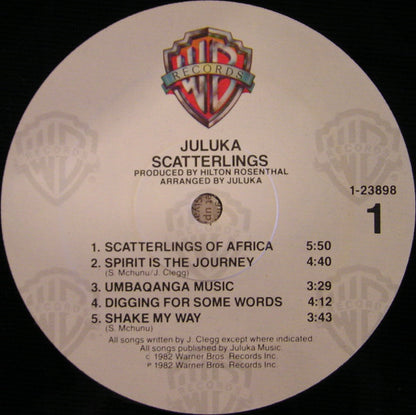 WB
RECORDS
JULUKA
SCATTERLINGS
PRODUCED BY HILTON ROSENTHAL
ARRANGED BY JULUKA
1-23898
1
1. SCATTERLINGS OF AFRICA 5:50
2. SPIRIT IS THE JOURNEY 4:40
(S. Mchunu/J. Clegg)
3. UMBAQANGA MUSIC 3:29
4. DIGGING FOR SOME WORDS 4:12
5. SHAKE MY WAY 3:43
(S. Mchunu)
All songs written by J. Clegg except where indicated.
All songs published by Juluka Music.
© 1982 Warner Bros. Records Inc.
℗ 1982 Warner Bros. Records Inc.